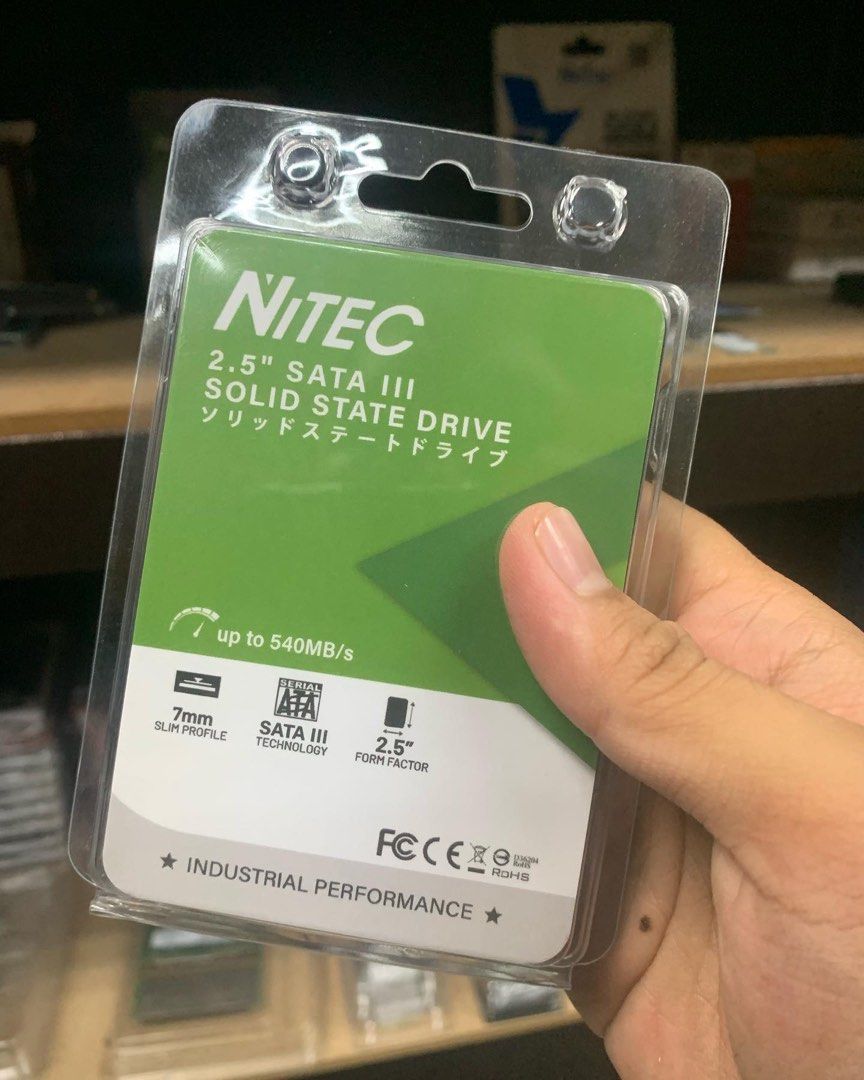 NITEC
2.5" SATA III
SOLID STATE DRIVE
ソリッドステートドライブ
up to 540MB/s
7mm
SLIM PROFILE
SERIAL
ATA
SATA III
TECHNOLOGY
2.5"
FORM FACTOR
FC CE
D36204
RoHS
RoHS
★ INDUSTRIAL PERFORMANCE ★